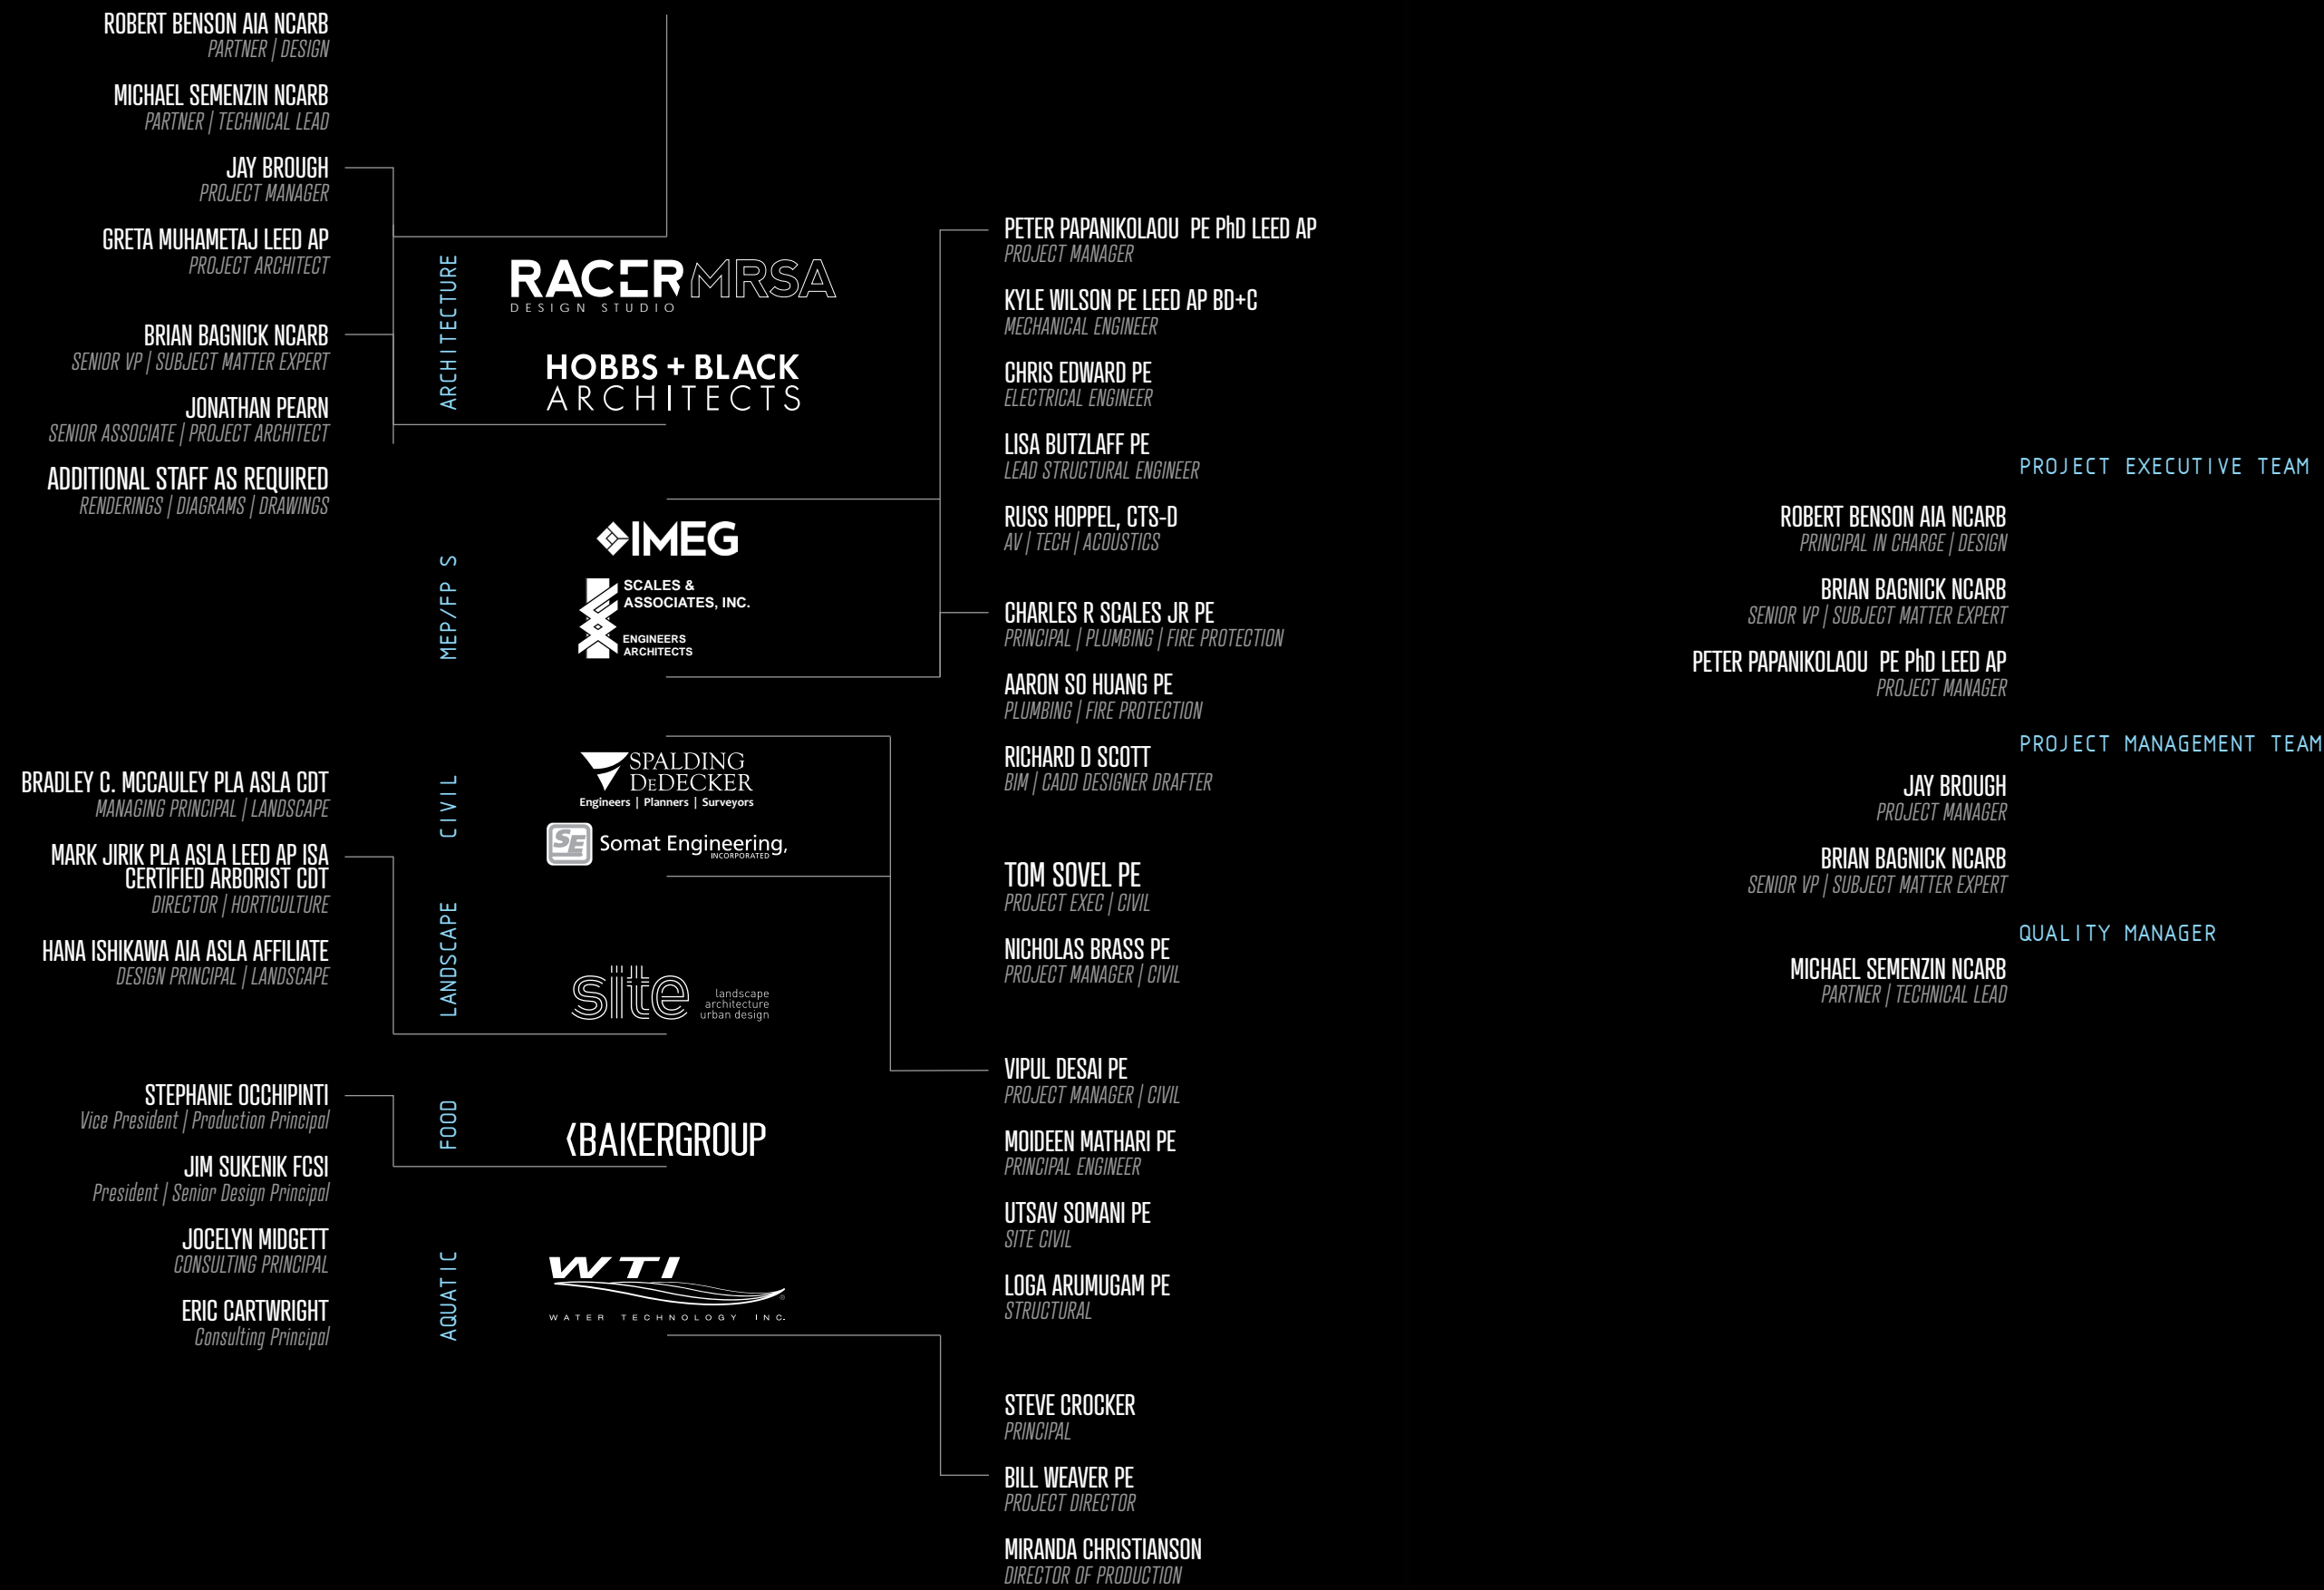 ROBERT BENSON AIA NCARB
PARTNER | DESIGN
MICHAEL SEMENZIN NCARB
PARTNER | TECHNICAL LEAD
JAY BROUGH
PROJECT MANAGER
GRETA MUHAMETAJ LEED AP
PROJECT ARCHITECT
BRIAN BAGNICK NCARB
SENIOR VP | SUBJECT MATTER EXPERT
JONATHAN PEARN
SENIOR ASSOCIATE | PROJECT ARCHITECT
ADDITIONAL STAFF AS REQUIRED
RENDERINGS | DIAGRAMS | DRAWINGS
BRADLEY C. MCCAULEY PLA ASLA CDT
MANAGING PRINCIPAL | LANDSCAPE
MARK JIRIK PLA ASLA LEED AP ISA
CERTIFIED ARBORIST CDT
DIRECTOR | HORTICULTURE
HANA ISHIKAWA AIA ASLA AFFILIATE
DESIGN PRINCIPAL | LANDSCAPE
STEPHANIE OCCHIPINTI
Vice President | Production Principal
JIM SUKENIK FCSI
President | Senior Design Principal
JOCELYN MIDGETT
CONSULTING PRINCIPAL
ERIC CARTWRIGHT
Consulting Principal
ARCHITECTURE
RACER MRSA
DESIGN STUDIO
HOBBS + BLACK
ARCHITECTS
MEP/FP S
IMEG
SCALES &
ASSOCIATES, INC.
ENGINEERS
ARCHITECTS
CIVIL
SPALDING
DEDECKER
Engineers | Planners | Surveyors
SE
Somat Engineering,
INCORPORATED
LANDSCAPE
site
landscape
architecture
urban design
FOOD
BAKERGROUP
AQUATIC
WTI
®
WATER TECHNOLOGY INC.
PETER PAPANIKOLAOU PE PhD LEED AP
PROJECT MANAGER
KYLE WILSON PE LEED AP BD+C
MECHANICAL ENGINEER
CHRIS EDWARD PE
ELECTRICAL ENGINEER
LISA BUTZLAFF PE
LEAD STRUCTURAL ENGINEER
RUSS HOPPEL, CTS-D
AV | TECH | ACOUSTICS
CHARLES R SCALES JR PE
PRINCIPAL | PLUMBING | FIRE PROTECTION
AARON SO HUANG PE
PLUMBING | FIRE PROTECTION
RICHARD D SCOTT
BIM | CADD DESIGNER DRAFTER
TOM SOVEL PE
PROJECT EXEC | CIVIL
NICHOLAS BRASS PE
PROJECT MANAGER | CIVIL
VIPUL DESAI PE
PROJECT MANAGER | CIVIL
MOIDEEN MATHARI PE
PRINCIPAL ENGINEER
UTSAV SOMANI PE
SITE CIVIL
LOGA ARUMUGAM PE
STRUCTURAL
STEVE CROCKER
PRINCIPAL
BILL WEAVER PE
PROJECT DIRECTOR
MIRANDA CHRISTIANSON
DIRECTOR OF PRODUCTION
PROJECT EXECUTIVE TEAM
ROBERT BENSON AIA NCARB
PRINCIPAL IN CHARGE | DESIGN
BRIAN BAGNICK NCARB
SENIOR VP | SUBJECT MATTER EXPERT
PETER PAPANIKOLAOU PE PhD LEED AP
PROJECT MANAGER
PROJECT MANAGEMENT TEAM
JAY BROUGH
PROJECT MANAGER
BRIAN BAGNICK NCARB
SENIOR VP | SUBJECT MATTER EXPERT
QUALITY MANAGER
MICHAEL SEMENZIN NCARB
PARTNER | TECHNICAL LEAD